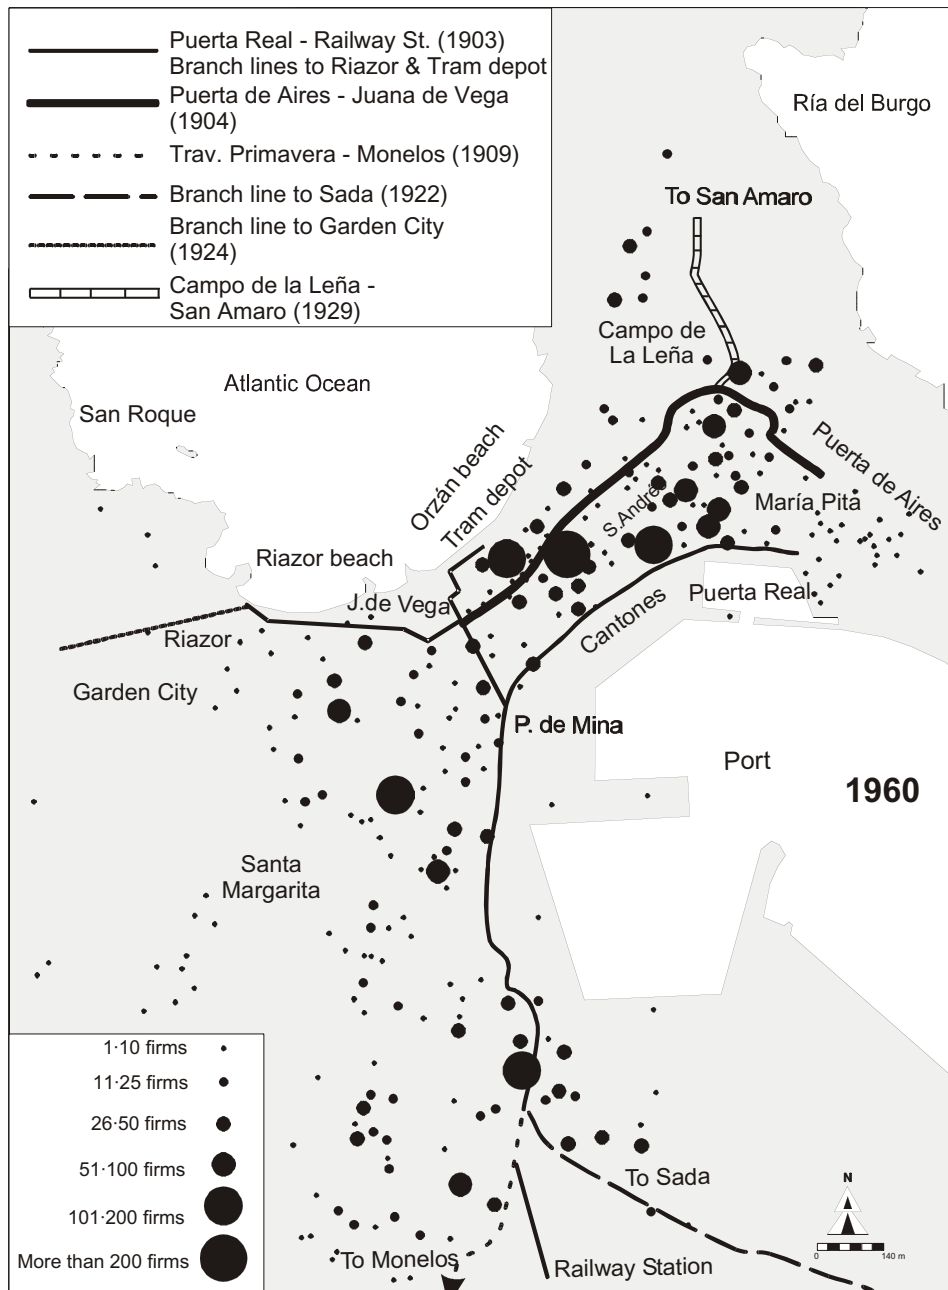 Puerta Real - Railway St. (1903)
Branch lines to Riazor & Tram depot
Puerta de Aires - Juana de Vega
(1904)
Trav. Primavera - Monelos (1909)
Branch line to Sada (1922)
Branch line to Garden City
(1924)
Campo de la Leña -
San Amaro (1929)
Ría del Burgo
To San Amaro
Campo de
La Leña
Atlantic Ocean
San Roque
Orzán beach
Tram depot
Puerta de Aires
S.Andrés
María Pita
Riazor beach
J.de Vega
Puerta Real
Cantones
Riazor
Garden City
P. de Mina
Port
1960
Santa
Margarita
1·10 firms
11·25 firms
26·50 firms
51·100 firms
101·200 firms
More than 200 firms
To Sada
To Monelos
Railway Station
N
0 140 m